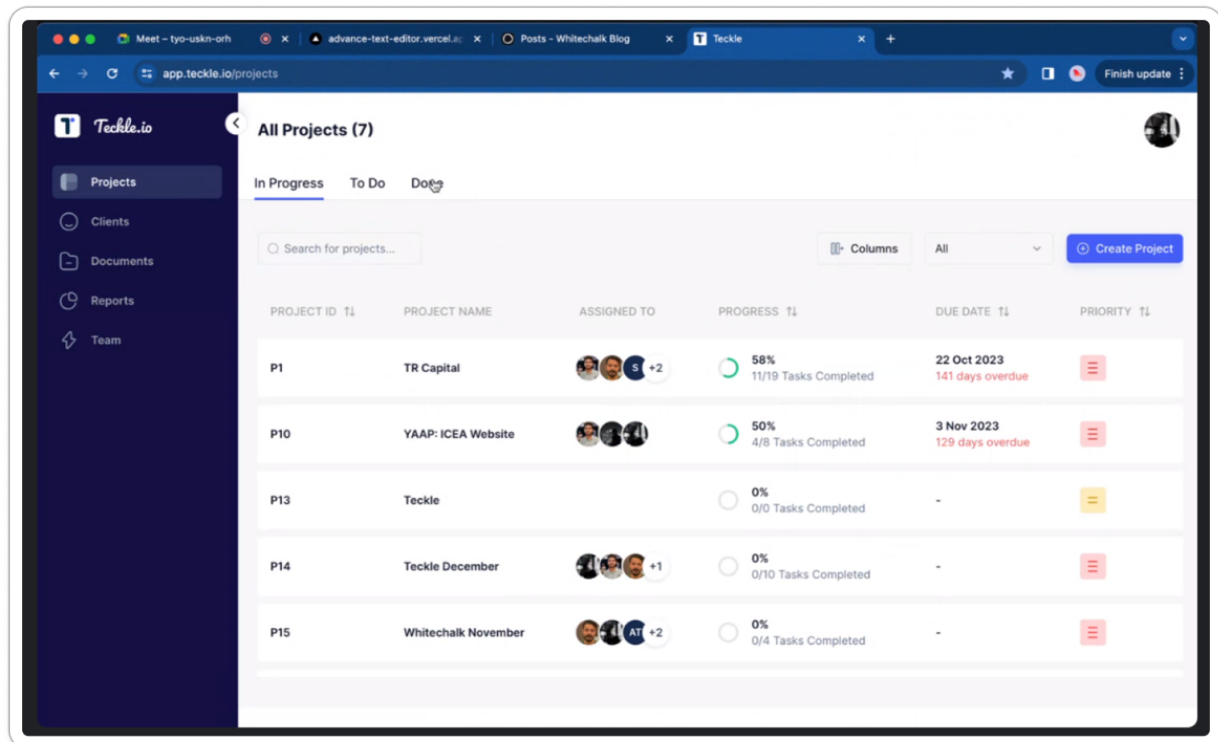 Meet – tyo-uskn-orh
advance-text-editor.vercel.ap
Posts - Whitechalk Blog
Teckle
app.teckle.io/projects
Finish update
Teckle.io
All Projects (7)
Projects
In Progress To Do Done
Clients
Search for projects...
Columns
All
Create Project
Documents
Reports
Team
PROJECT ID PROJECT NAME ASSIGNED TO PROGRESS DUE DATE PRIORITY
P1 TR Capital S +2 58% 22 Oct 2023
11/19 Tasks Completed 141 days overdue
P10 YAAP: ICEA Website 50% 3 Nov 2023
4/8 Tasks Completed 129 days overdue
P13 Teckle 0% -
0/0 Tasks Completed
P14 Teckle December +1 0% -
0/10 Tasks Completed
P15 Whitechalk November AT +2 0% -
0/4 Tasks Completed